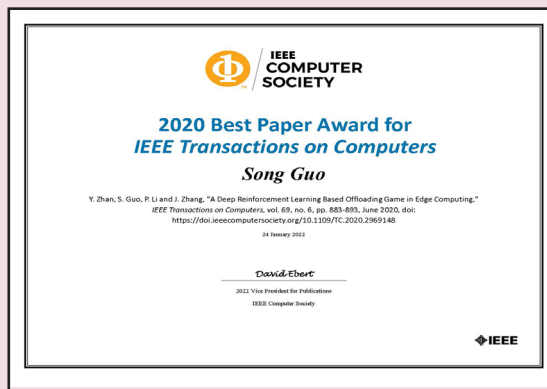 IEEE
COMPUTER
SOCIETY
2020 Best Paper Award for
IEEE Transactions on Computers
Song Guo
Y. Zhan, S. Guo, P. Li and J. Zhang, "A Deep Reinforcement Learning Based Offloading Game in Edge Computing,"
IEEE Transactions on Computers, vol. 69, no. 6, pp. 883-893, June 2020, doi:
https://doi.ieeecomputersociety.org/10.1109/TC.2020.2969148
24 January 2022
David Ebert
2022 Vice President for Publications
IEEE Computer Society
IEEE